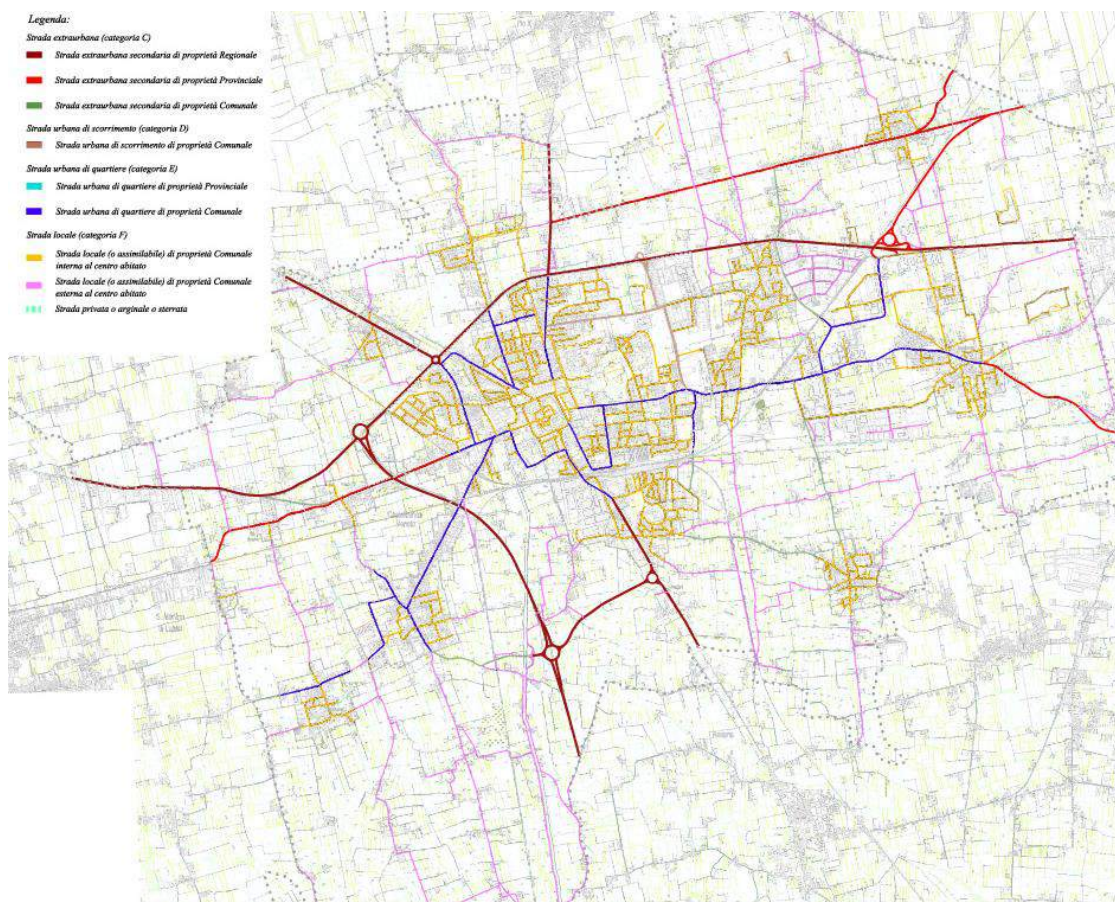 Legenda:
Strada extraurbana (categoria C)
Strada extraurbana secondaria di proprietà Regionale
Strada extraurbana secondaria di proprietà Provinciale
Strada extraurbana secondaria di proprietà Comunale
Strada urbana di scorrimento (categoria D)
Strada urbana di scorrimento di proprietà Comunale
Strada urbana di quartiere (categoria E)
Strada urbana di quartiere di proprietà Provinciale
Strada urbana di quartiere di proprietà Comunale
Strada locale (categoria F)
Strada locale (o assimilabile) di proprietà Comunale
interna al centro abitato
Strada locale (o assimilabile) di proprietà Comunale
esterna al centro abitato
Strada privata o arginale o sterrata